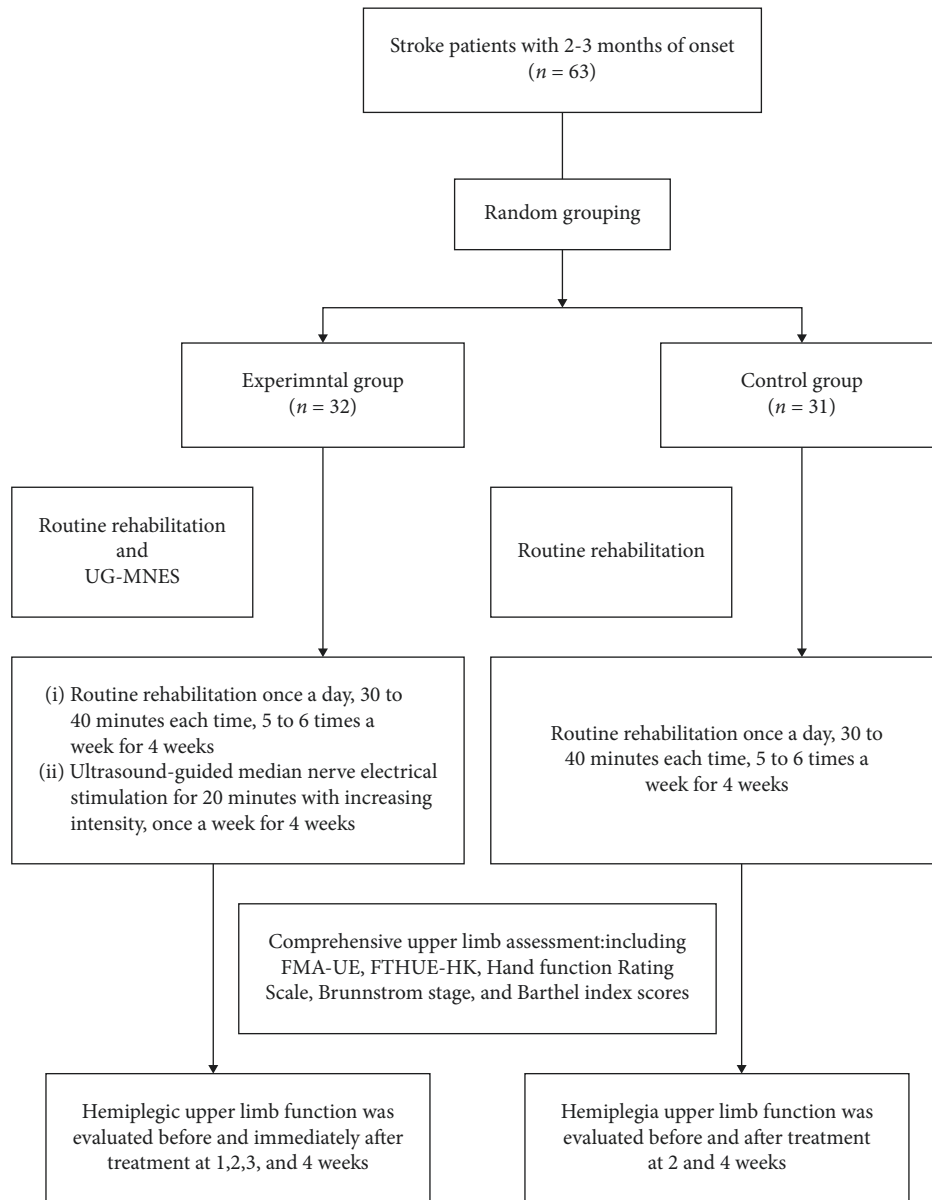 Stroke patients with 2-3 months of onset
(n = 63)
Random grouping
Experimntal group
(n = 32)
Control group
(n = 31)
Routine rehabilitation
and
UG-MNES
Routine rehabilitation
(i) Routine rehabilitation once a day, 30 to
40 minutes each time, 5 to 6 times a
week for 4 weeks
(ii) Ultrasound-guided median nerve electrical
stimulation for 20 minutes with increasing
intensity, once a week for 4 weeks
Routine rehabilitation once a day, 30 to
40 minutes each time, 5 to 6 times a
week for 4 weeks
Comprehensive upper limb assessment:including
FMA-UE, FTHUE-HK, Hand function Rating
Scale, Brunnstrom stage, and Barthel index scores
Hemiplegic upper limb function was
evaluated before and immediately after
treatment at 1,2,3, and 4 weeks
Hemiplegia upper limb function was
evaluated before and after treatment
at 2 and 4 weeks